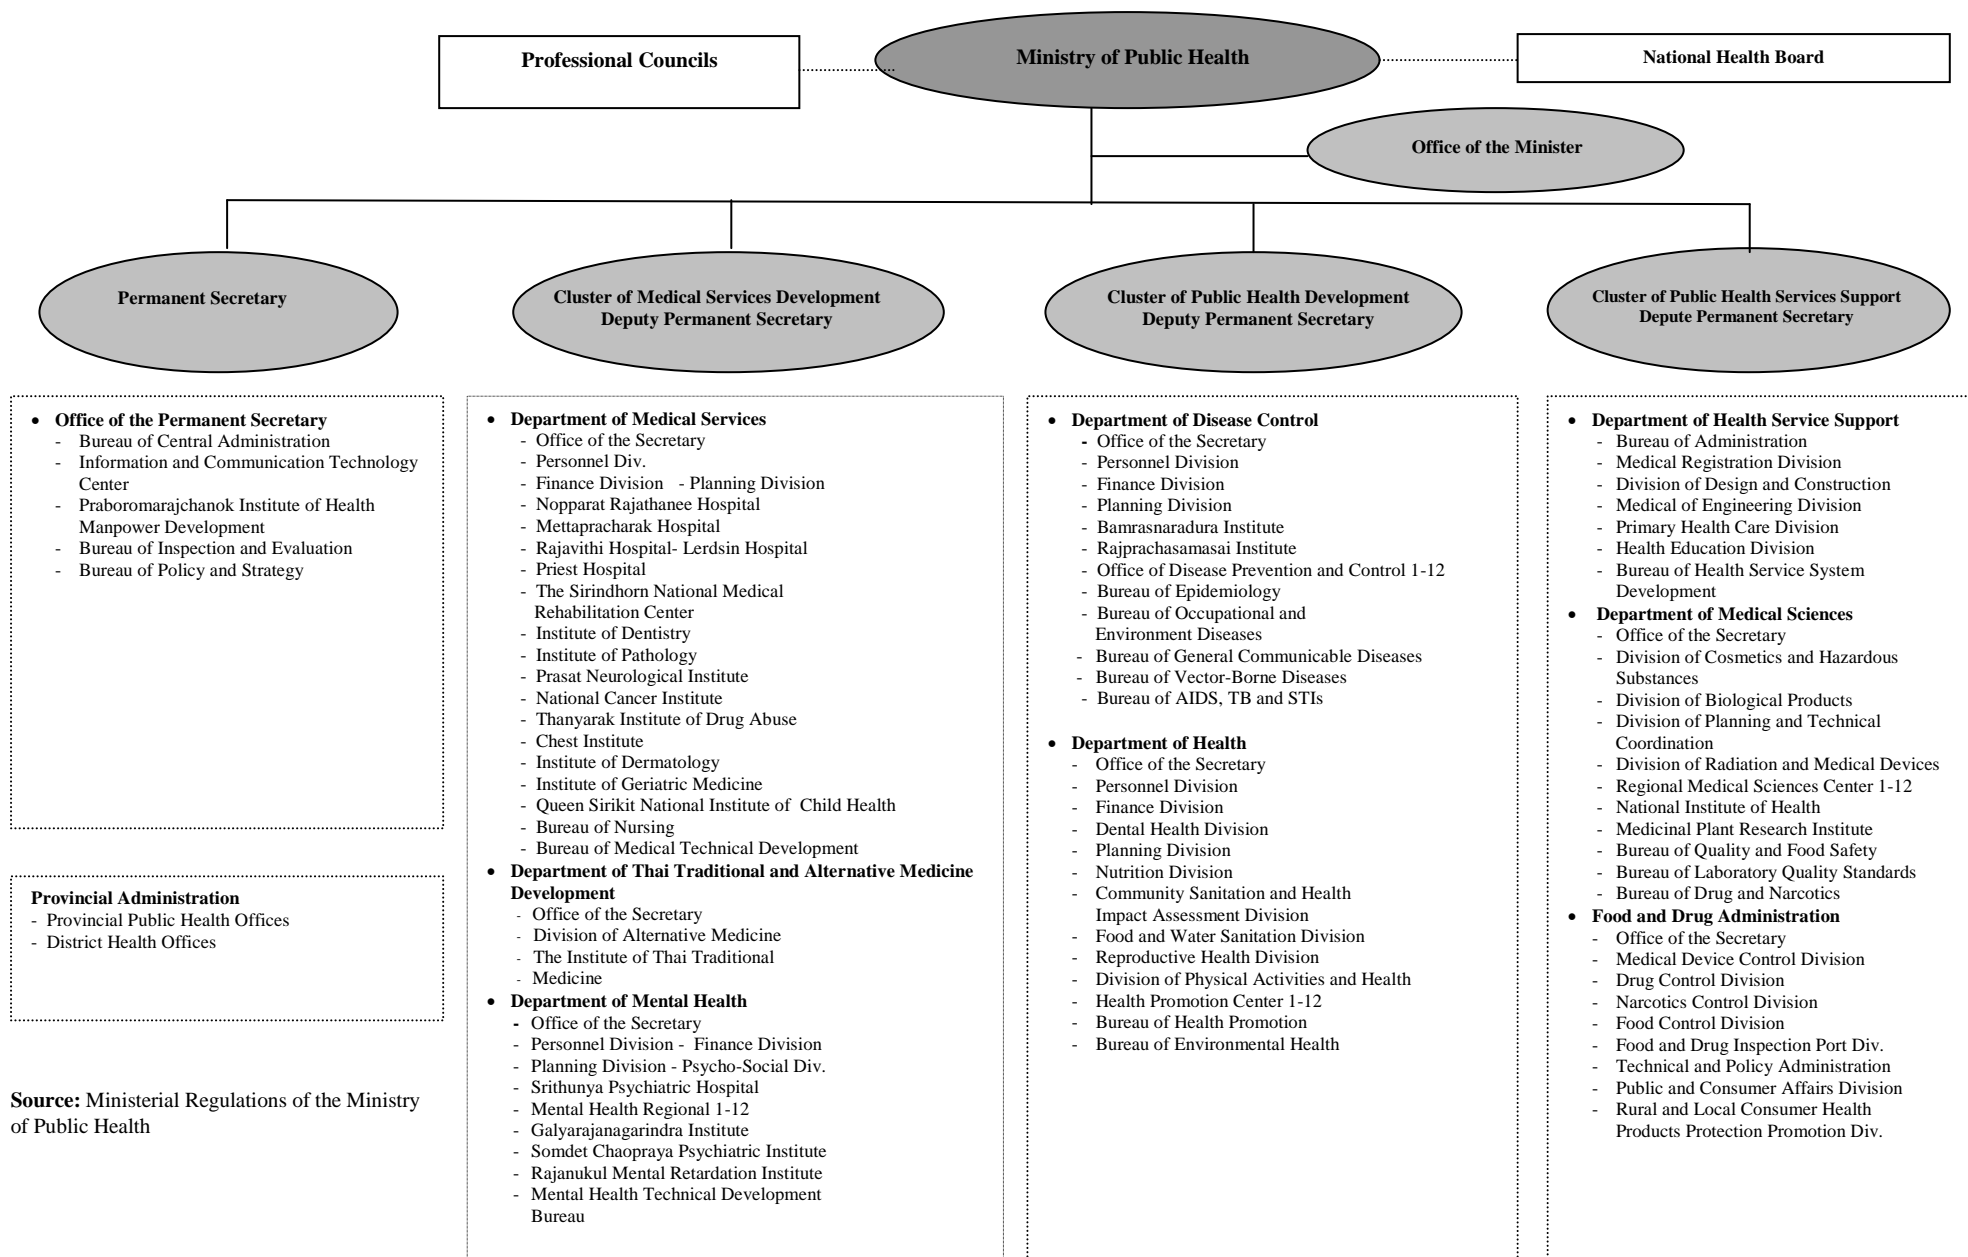 Professional Councils
Ministry of Public Health
National Health Board
Office of the Minister
Permanent Secretary
Cluster of Medical Services Development
Deputy Permanent Secretary
Cluster of Public Health Development
Deputy Permanent Secretary
Cluster of Public Health Services Support
Depute Permanent Secretary
• Office of the Permanent Secretary
- Bureau of Central Administration
- Information and Communication Technology
Center
- Praboromarajchanok Institute of Health
Manpower Development
- Bureau of Inspection and Evaluation
- Bureau of Policy and Strategy
Provincial Administration
- Provincial Public Health Offices
- District Health Offices
Source: Ministerial Regulations of the Ministry
of Public Health
• Department of Medical Services
- Office of the Secretary
- Personnel Div.
- Finance Division - Planning Division
- Nopparat Rajathanee Hospital
- Mettapracharak Hospital
- Rajavithi Hospital- Lerdsin Hospital
- Priest Hospital
- The Sirindhorn National Medical
Rehabilitation Center
- Institute of Dentistry
- Institute of Pathology
- Prasat Neurological Institute
- National Cancer Institute
- Thanyarak Institute of Drug Abuse
- Chest Institute
- Institute of Dermatology
- Institute of Geriatric Medicine
- Queen Sirikit National Institute of Child Health
- Bureau of Nursing
- Bureau of Medical Technical Development
• Department of Thai Traditional and Alternative Medicine
Development
- Office of the Secretary
- Division of Alternative Medicine
- The Institute of Thai Traditional
- Medicine
• Department of Mental Health
- Office of the Secretary
- Personnel Division - Finance Division
- Planning Division - Psycho-Social Div.
- Srithunya Psychiatric Hospital
- Mental Health Regional 1-12
- Galyarajanagarindra Institute
- Somdet Chaopraya Psychiatric Institute
- Rajanukul Mental Retardation Institute
- Mental Health Technical Development
Bureau
• Department of Disease Control
- Office of the Secretary
- Personnel Division
- Finance Division
- Planning Division
- Bamrasnaradura Institute
- Rajprachasamasai Institute
- Office of Disease Prevention and Control 1-12
- Bureau of Epidemiology
- Bureau of Occupational and
Environment Diseases
- Bureau of General Communicable Diseases
- Bureau of Vector-Borne Diseases
- Bureau of AIDS, TB and STIs
• Department of Health
- Office of the Secretary
- Personnel Division
- Finance Division
- Dental Health Division
- Planning Division
- Nutrition Division
- Community Sanitation and Health
Impact Assessment Division
- Food and Water Sanitation Division
- Reproductive Health Division
- Division of Physical Activities and Health
- Health Promotion Center 1-12
- Bureau of Health Promotion
- Bureau of Environmental Health
• Department of Health Service Support
- Bureau of Administration
- Medical Registration Division
- Division of Design and Construction
- Medical of Engineering Division
- Primary Health Care Division
- Health Education Division
- Bureau of Health Service System
Development
• Department of Medical Sciences
- Office of the Secretary
- Division of Cosmetics and Hazardous
Substances
- Division of Biological Products
- Division of Planning and Technical
Coordination
- Division of Radiation and Medical Devices
- Regional Medical Sciences Center 1-12
- National Institute of Health
- Medicinal Plant Research Institute
- Bureau of Quality and Food Safety
- Bureau of Laboratory Quality Standards
- Bureau of Drug and Narcotics
• Food and Drug Administration
- Office of the Secretary
- Medical Device Control Division
- Drug Control Division
- Narcotics Control Division
- Food Control Division
- Food and Drug Inspection Port Div.
- Technical and Policy Administration
- Public and Consumer Affairs Division
- Rural and Local Consumer Health
Products Protection Promotion Div.